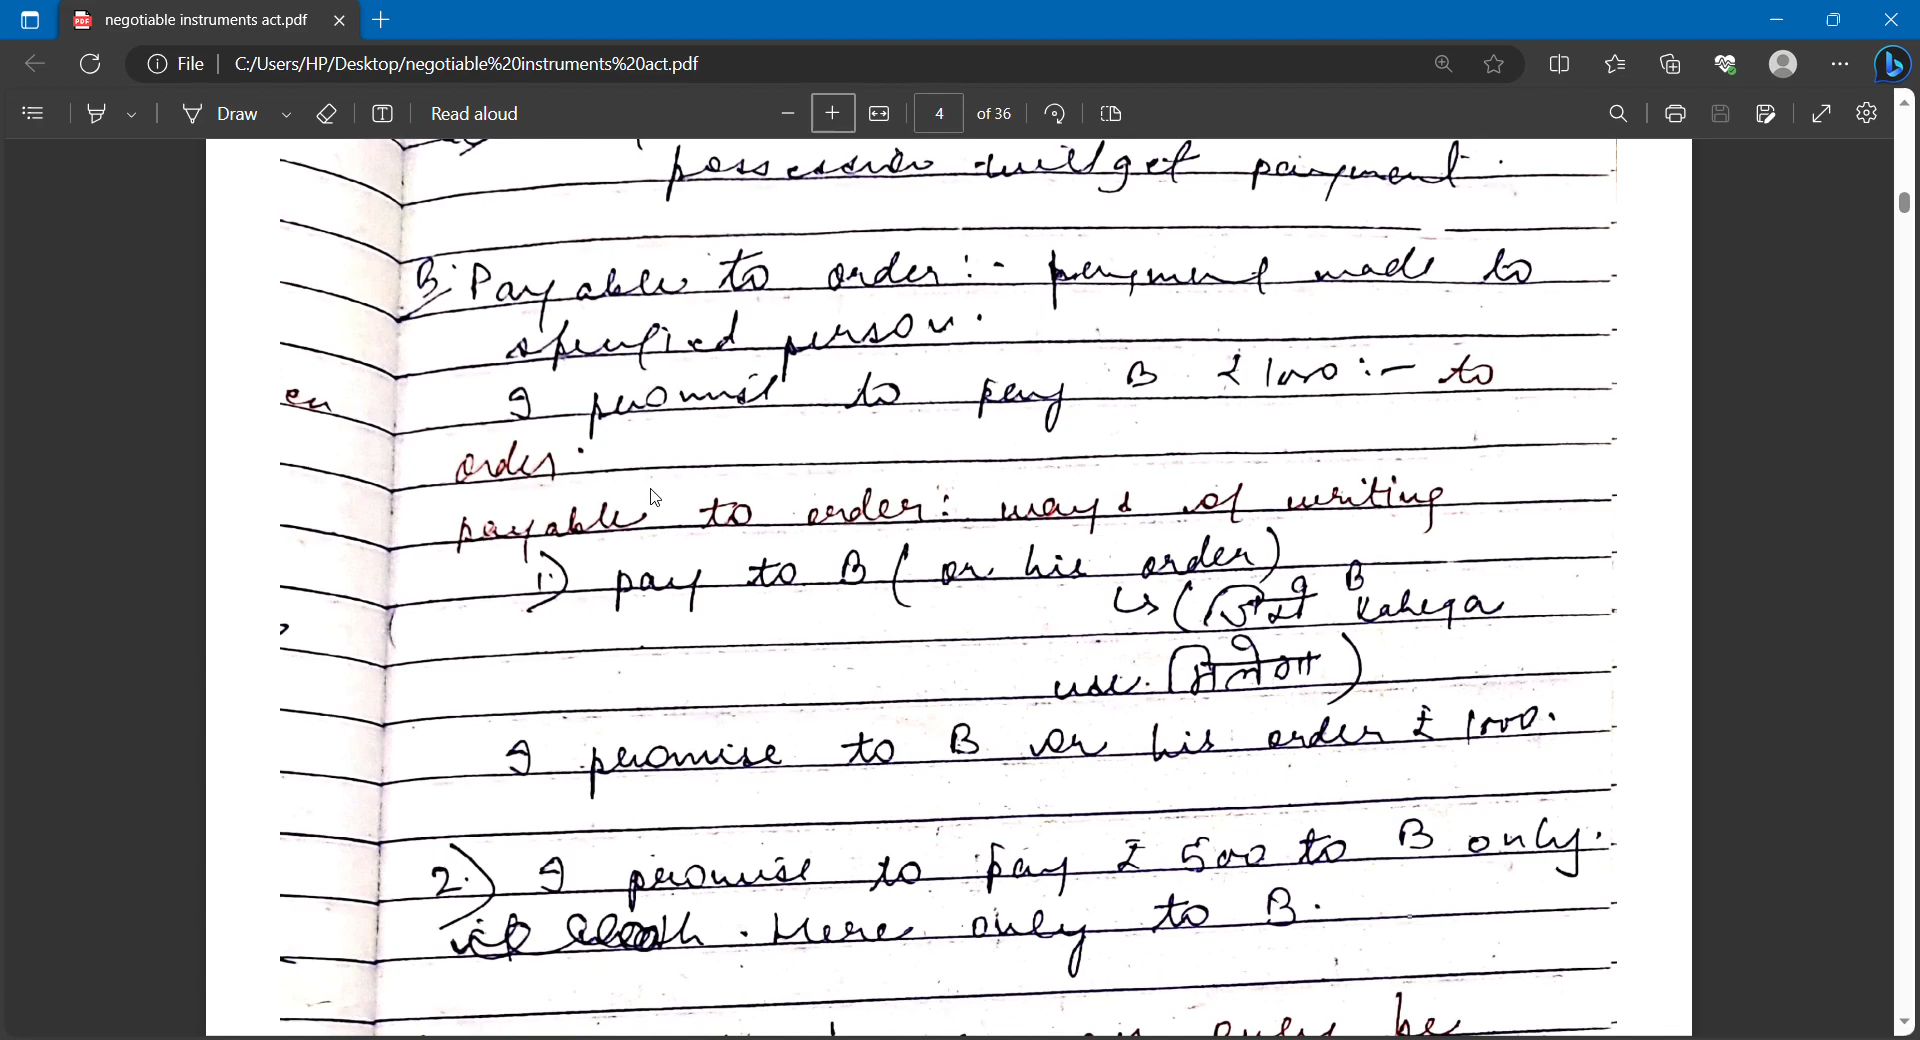 negotiable instruments act.pdf
File C:/Users/HP/Desktop/negotiable%20instruments%20act.pdf
Draw Read aloud 4 of 36
possession will get payment.
B. Payable to order :- payment made to
specified person.
I promise to pay B ₹ 1000 :- to
en
order.
payable to order : ways of writing
1.) pay to B ( or his order)
↳ ( जिसे B kahega
use.
I promise to B or his order ₹ 1000.
2.) I promise to pay ₹ 500 to B only.
Here only to B.
only be